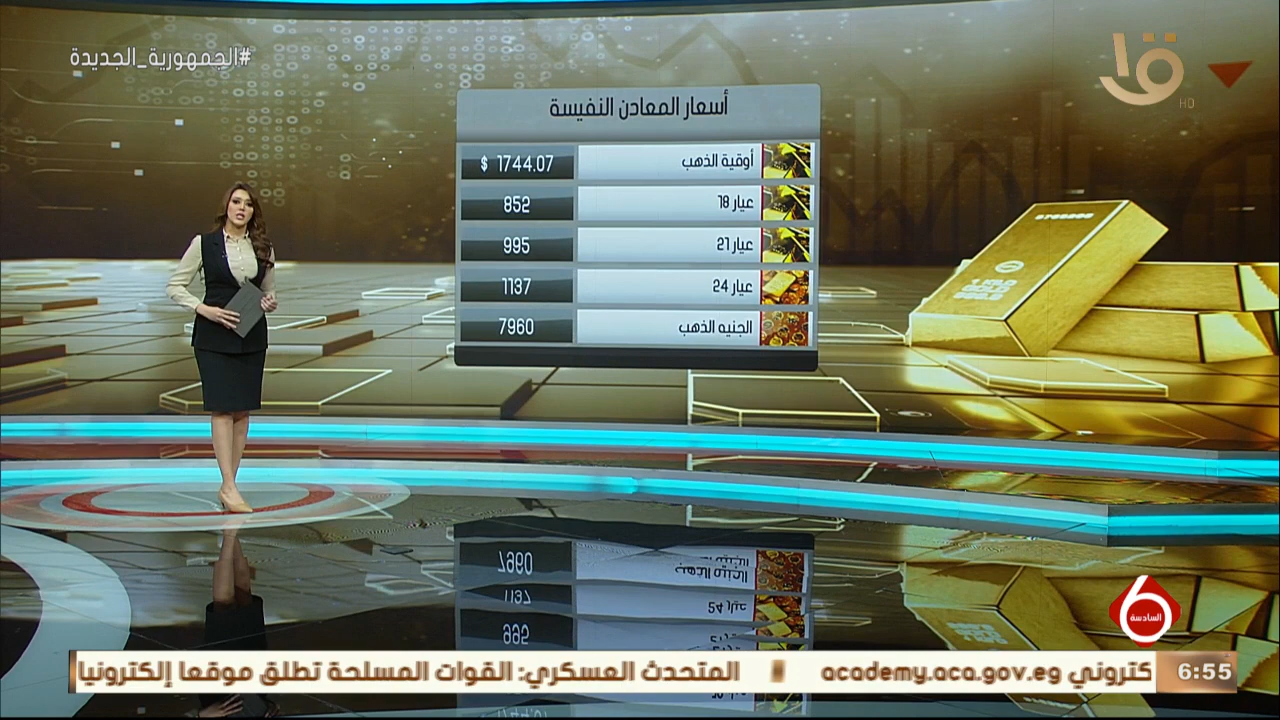 #الجمهورية_الجديدة
HD
أسعار المعادن النفيسة
أوقية الذهب 1744.07 $
عيار 18 852
عيار 21 995
عيار 24 1137
الجنيه الذهب 7960
6
السادسة
6:55 كتروني academy.aca.gov.eg المتحدث العسكري: القوات المسلحة تطلق موقعا إلكترونيا